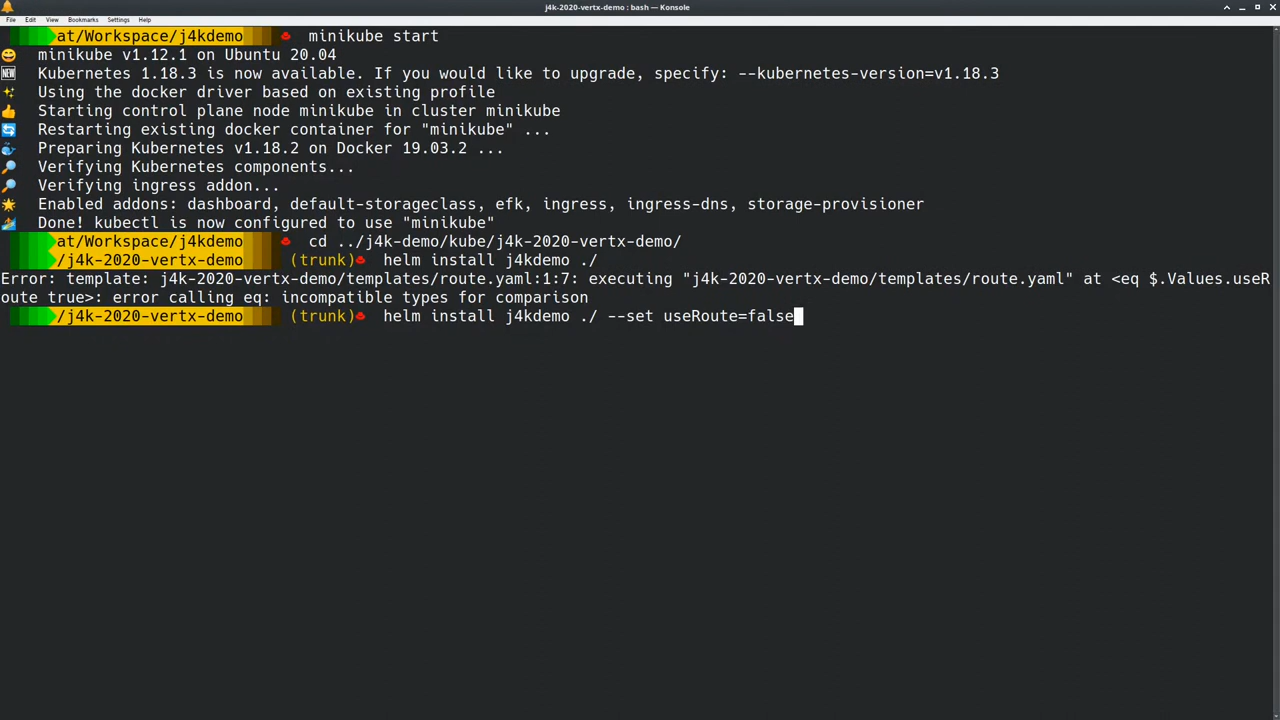 j4k-2020-vertx-demo : bash — Konsole
File Edit View Bookmarks Settings Help
at/Workspace/j4kdemo minikube start
minikube v1.12.1 on Ubuntu 20.04
NEW Kubernetes 1.18.3 is now available. If you would like to upgrade, specify: --kubernetes-version=v1.18.3
Using the docker driver based on existing profile
Starting control plane node minikube in cluster minikube
Restarting existing docker container for "minikube" ...
Preparing Kubernetes v1.18.2 on Docker 19.03.2 ...
Verifying Kubernetes components...
Verifying ingress addon...
Enabled addons: dashboard, default-storageclass, efk, ingress, ingress-dns, storage-provisioner
Done! kubectl is now configured to use "minikube"
at/Workspace/j4kdemo cd ../j4k-demo/kube/j4k-2020-vertx-demo/
/j4k-2020-vertx-demo (trunk) helm install j4kdemo ./
Error: template: j4k-2020-vertx-demo/templates/route.yaml:1:7: executing "j4k-2020-vertx-demo/templates/route.yaml" at <eq $.Values.useR
oute true>: error calling eq: incompatible types for comparison
/j4k-2020-vertx-demo (trunk) helm install j4kdemo ./ --set useRoute=false